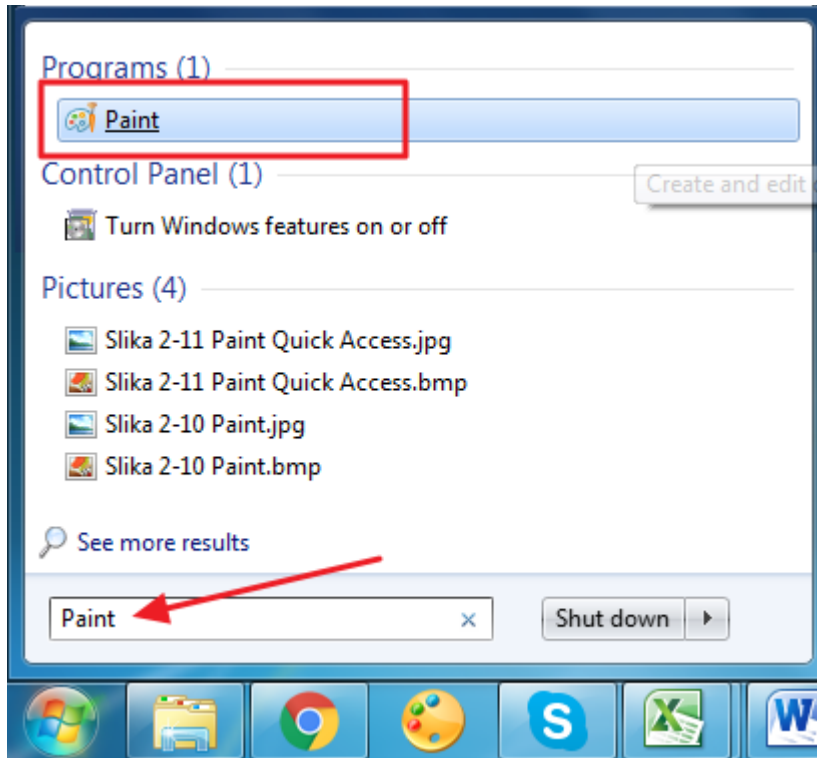 Programs (1)
Paint
Control Panel (1)
Create and edit
Turn Windows features on or off
Pictures (4)
Slika 2-11 Paint Quick Access.jpg
Slika 2-11 Paint Quick Access.bmp
Slika 2-10 Paint.jpg
Slika 2-10 Paint.bmp
See more results
Paint
Shut down